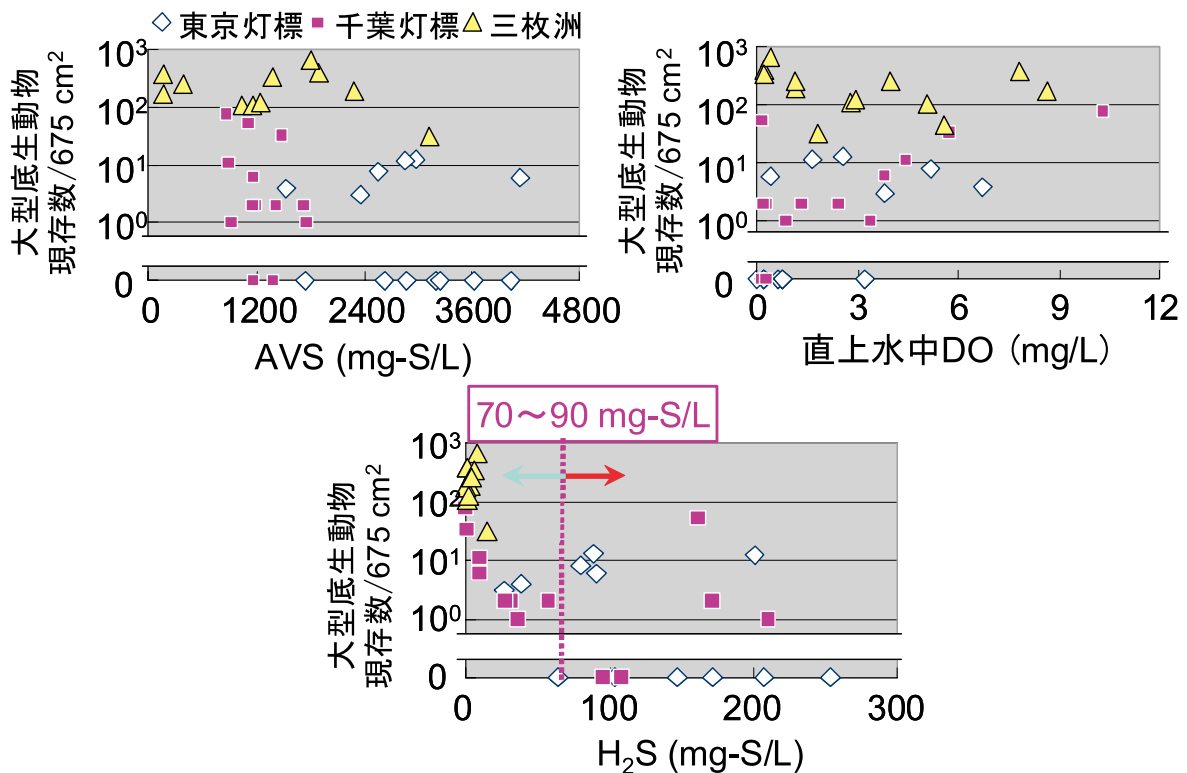 東京灯標 千葉灯標 三枚洲
大型底生動物
現存数/675 cm²
10³
10²
10¹
10⁰
0
0 1200 2400 3600 4800
AVS (mg-S/L)
大型底生動物
現存数/675 cm²
10³
10²
10¹
10⁰
0
0 3 6 9 12
直上水中DO (mg/L)
70～90 mg-S/L
大型底生動物
現存数/675 cm²
10³
10²
10¹
10⁰
0
0 100 200 300
H₂S (mg-S/L)